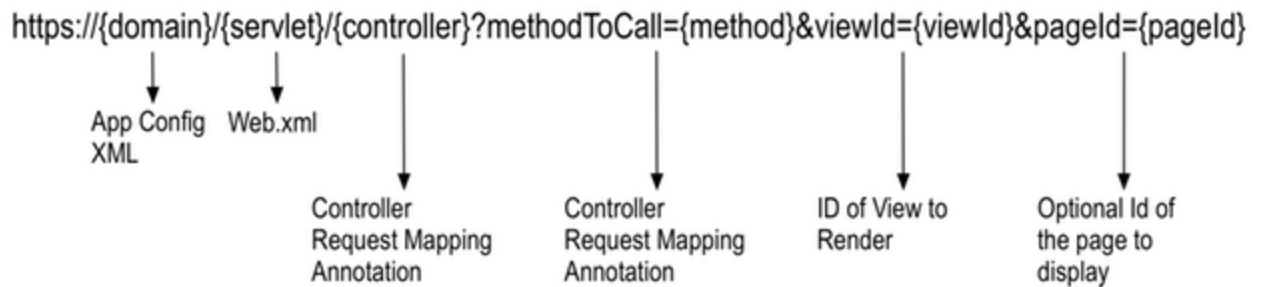 https://{domain}/{servlet}/{controller}?methodToCall={method}&viewId={viewId}&pageId={pageId}
App Config
XML
Web.xml
Controller
Request Mapping
Annotation
Controller
Request Mapping
Annotation
ID of View to
Render
Optional Id of
the page to
display